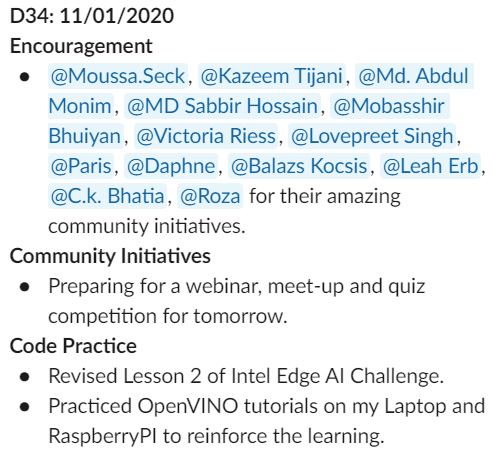 D34: 11/01/2020
Encouragement
● @Moussa.Seck, @Kazeem Tijani, @Md. Abdul
Monim, @MD Sabbir Hossain, @Mobasshir
Bhuiyan, @Victoria Riess, @Lovepreet Singh,
@Paris, @Daphne, @Balazs Kocsis, @Leah Erb,
@C.k. Bhatia, @Roza for their amazing
community initiatives.
Community Initiatives
● Preparing for a webinar, meet-up and quiz
competition for tomorrow.
Code Practice
● Revised Lesson 2 of Intel Edge AI Challenge.
● Practiced OpenVINO tutorials on my Laptop and
RaspberryPI to reinforce the learning.